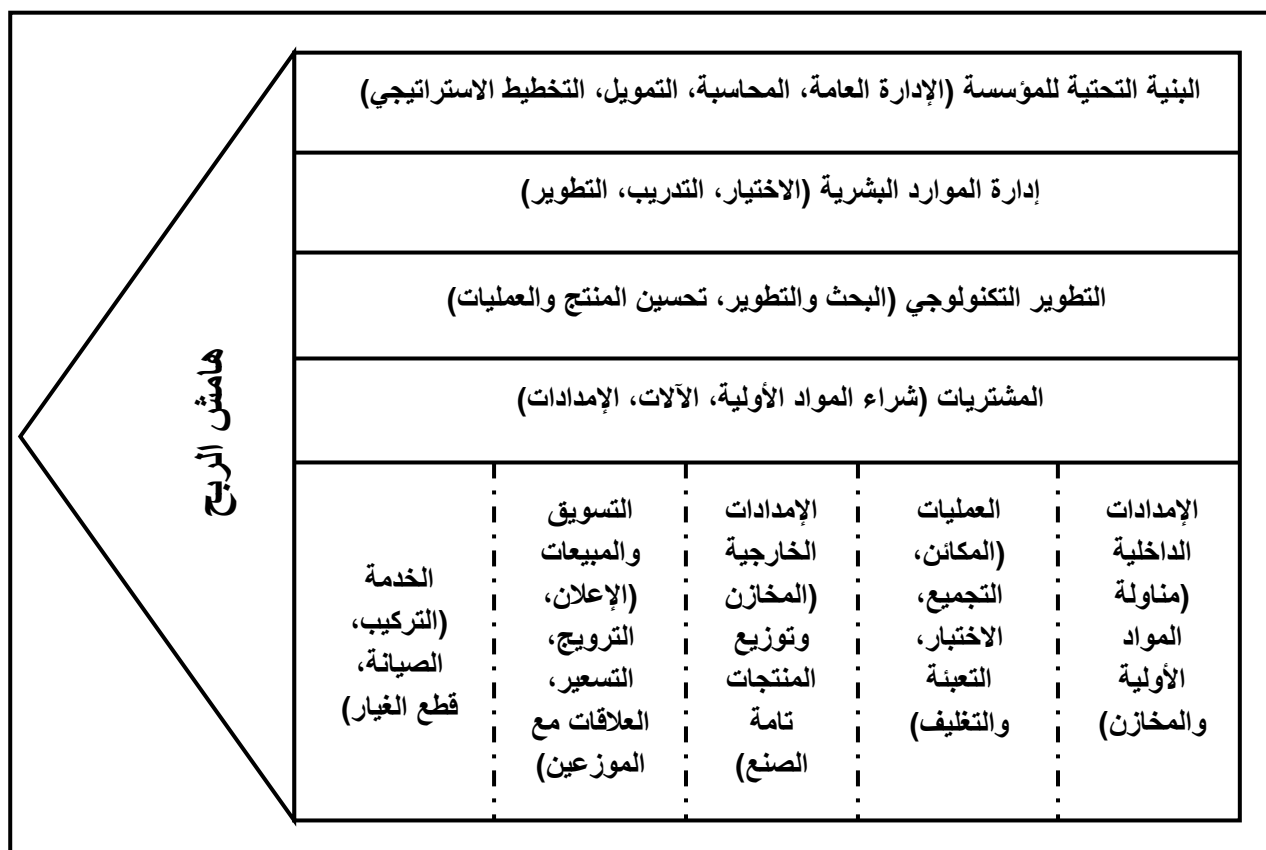 البنية التحتية للمؤسسة (الإدارة العامة، المحاسبة، التمويل، التخطيط الاستراتيجي)
إدارة الموارد البشرية (الاختيار، التدريب، التطوير)
التطوير التكنولوجي (البحث والتطوير، تحسين المنتج والعمليات)
المشتريات (شراء المواد الأولية، الآلات، الإمدادات)
الإمدادات
الداخلية
(مناولة
المواد
الأولية
والمخازن)
العمليات
(المكائن،
التجميع،
الاختبار،
التعبئة
والتغليف)
الإمدادات
الخارجية
(المخازن
وتوزيع
المنتجات
تامة
الصنع)
التسويق
والمبيعات
(الإعلان،
الترويج،
التسعير،
العلاقات مع
الموزعين)
الخدمة
(التركيب،
الصيانة،
قطع الغيار)
هامش الربح